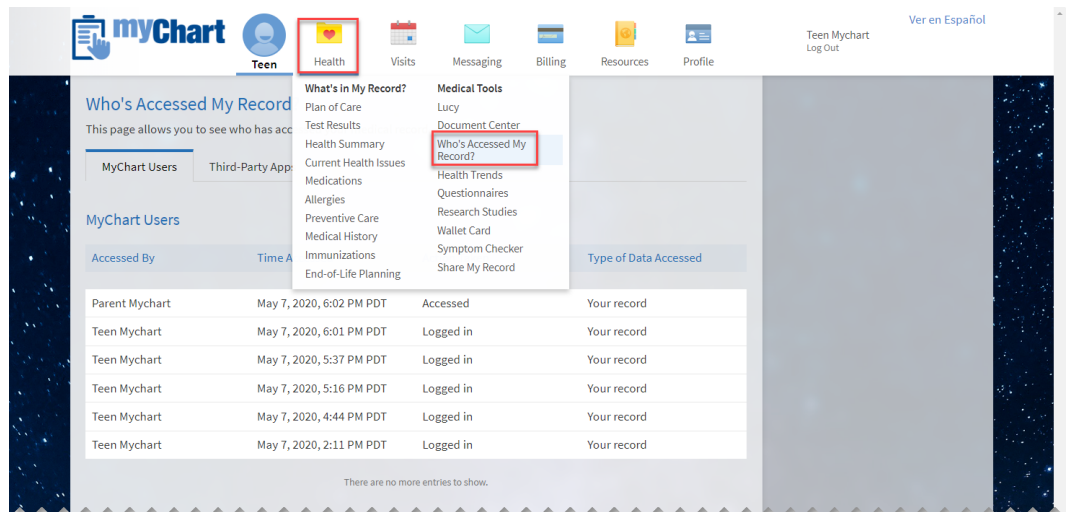 myChart
Teen
Health
Visits
Messaging
Billing
Resources
Profile
Ver en Español
Teen Mychart
Log Out
Who's Accessed My Record
This page allows you to see who has acc
MyChart Users
Third-Party App
What's in My Record?
Plan of Care
Test Results
Health Summary
Current Health Issues
Medications
Allergies
Preventive Care
Medical History
Immunizations
End-of-Life Planning
Medical Tools
Lucy
Document Center
Who's Accessed My
Record?
Health Trends
Questionnaires
Research Studies
Wallet Card
Symptom Checker
Share My Record
MyChart Users
Accessed By Time A Type of Data Accessed
Parent Mychart May 7, 2020, 6:02 PM PDT Accessed Your record
Teen Mychart May 7, 2020, 6:01 PM PDT Logged in Your record
Teen Mychart May 7, 2020, 5:37 PM PDT Logged in Your record
Teen Mychart May 7, 2020, 5:16 PM PDT Logged in Your record
Teen Mychart May 7, 2020, 4:44 PM PDT Logged in Your record
Teen Mychart May 7, 2020, 2:11 PM PDT Logged in Your record
There are no more entries to show.